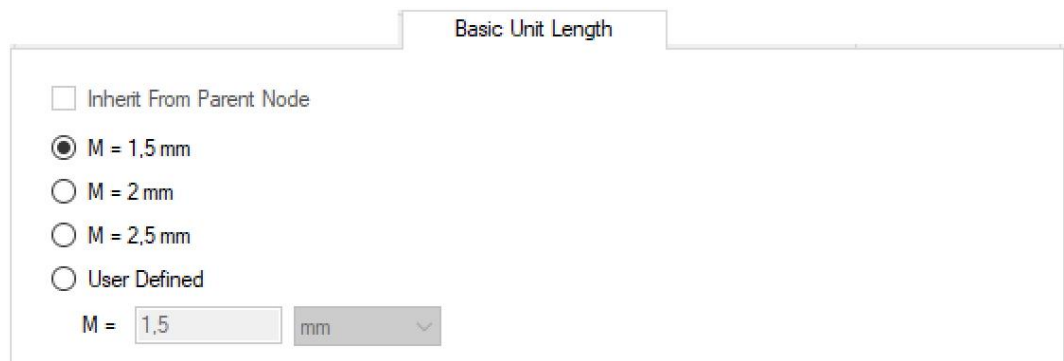 Basic Unit Length
Inherit From Parent Node
M = 1,5 mm
M = 2 mm
M = 2,5 mm
User Defined
M = 1,5 mm